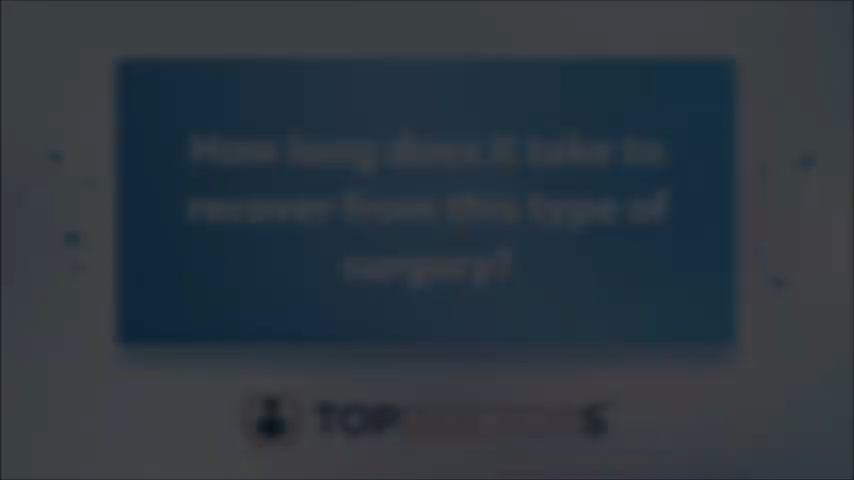 How long does it take to
recover from this type of
surgery?
TOP